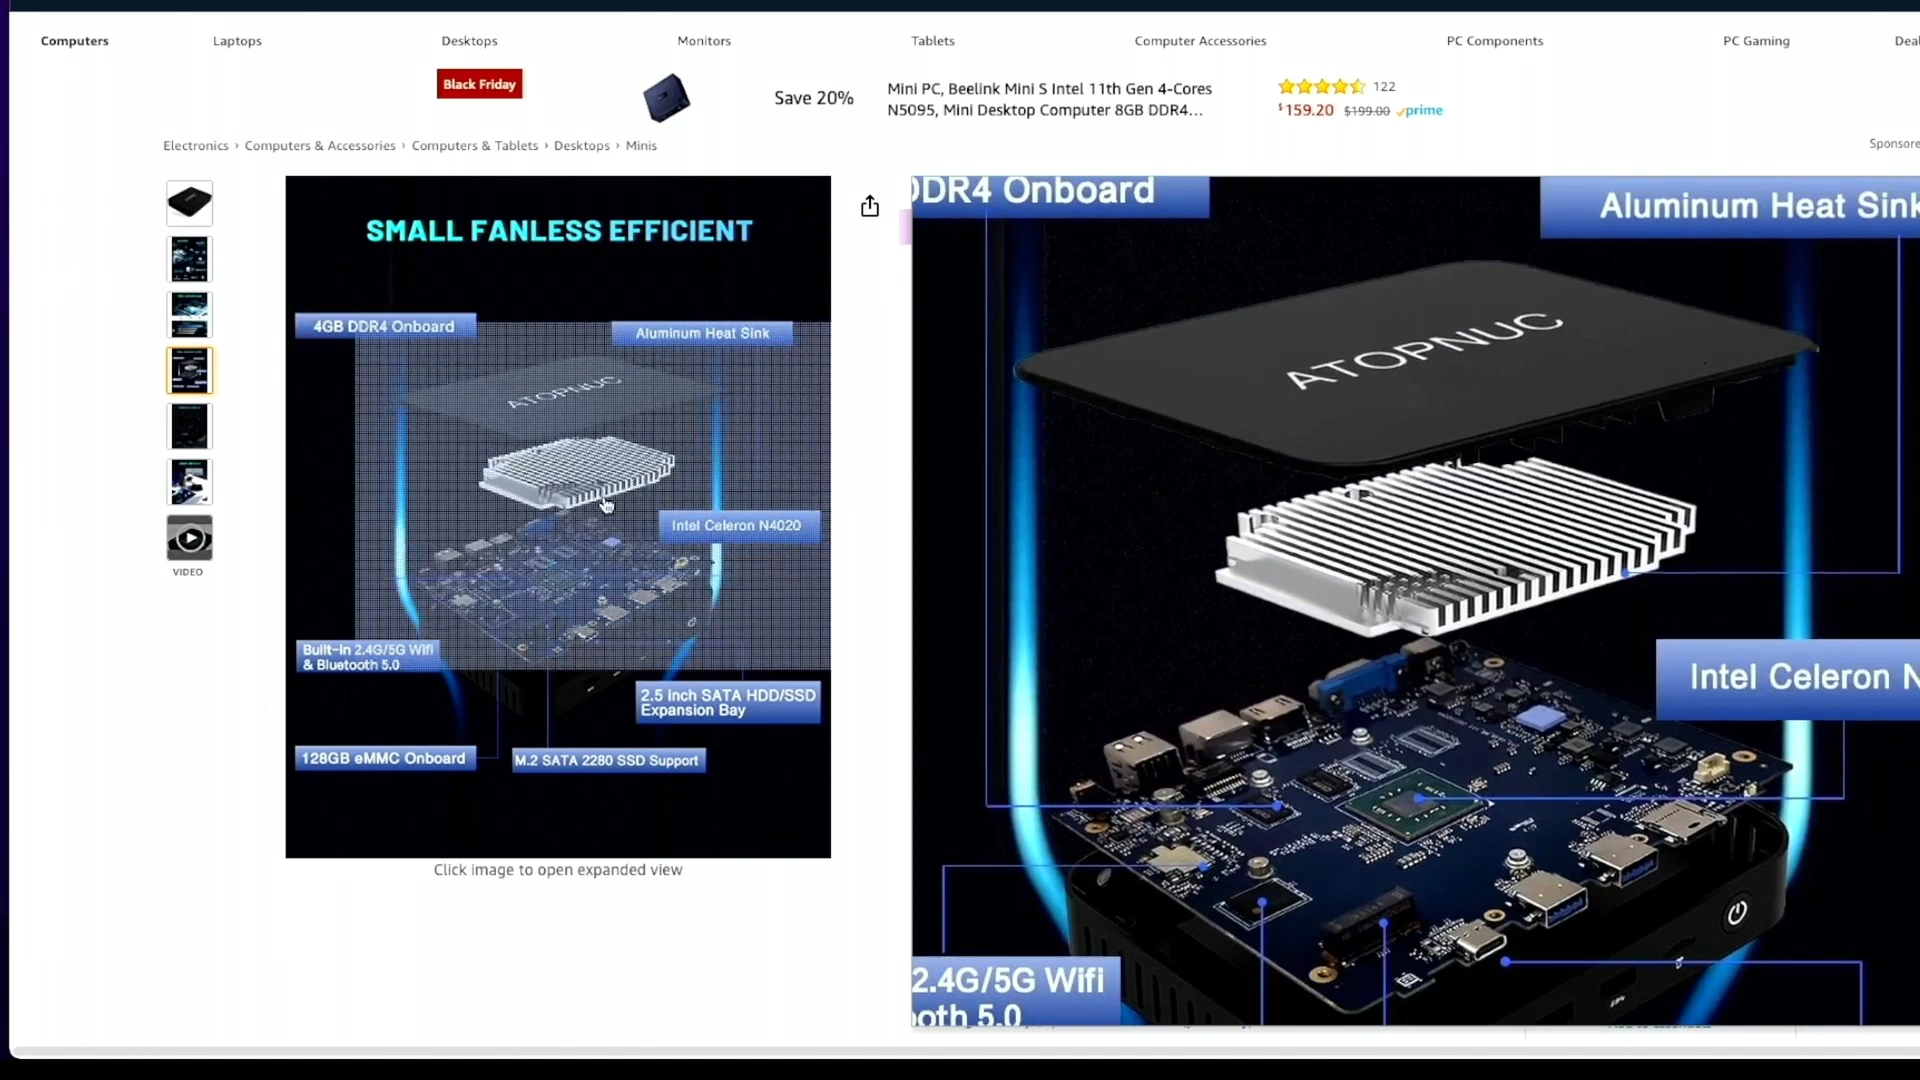 Computers
Laptops
Desktops
Monitors
Tablets
Computer Accessories
PC Components
PC Gaming
Black Friday
Save 20%
Mini PC, Beelink Mini S Intel 11th Gen 4-Cores
N5095, Mini Desktop Computer 8GB DDR4...
122
$159.20 $199.00 prime
Electronics › Computers & Accessories › Computers & Tablets › Desktops › Minis
SMALL FANLESS EFFICIENT
4GB DDR4 Onboard
Aluminum Heat Sink
ATOPNUC
Intel Celeron N4020
Built-in 2.4G/5G Wifi
& Bluetooth 5.0
2.5 inch SATA HDD/SSD
Expansion Bay
128GB eMMC Onboard
M.2 SATA 2280 SSD Support
VIDEO
Click image to open expanded view
DDR4 Onboard
Aluminum Heat Sink
ATOPNUC
Intel Celeron N
2.4G/5G Wifi
ooth 5.0